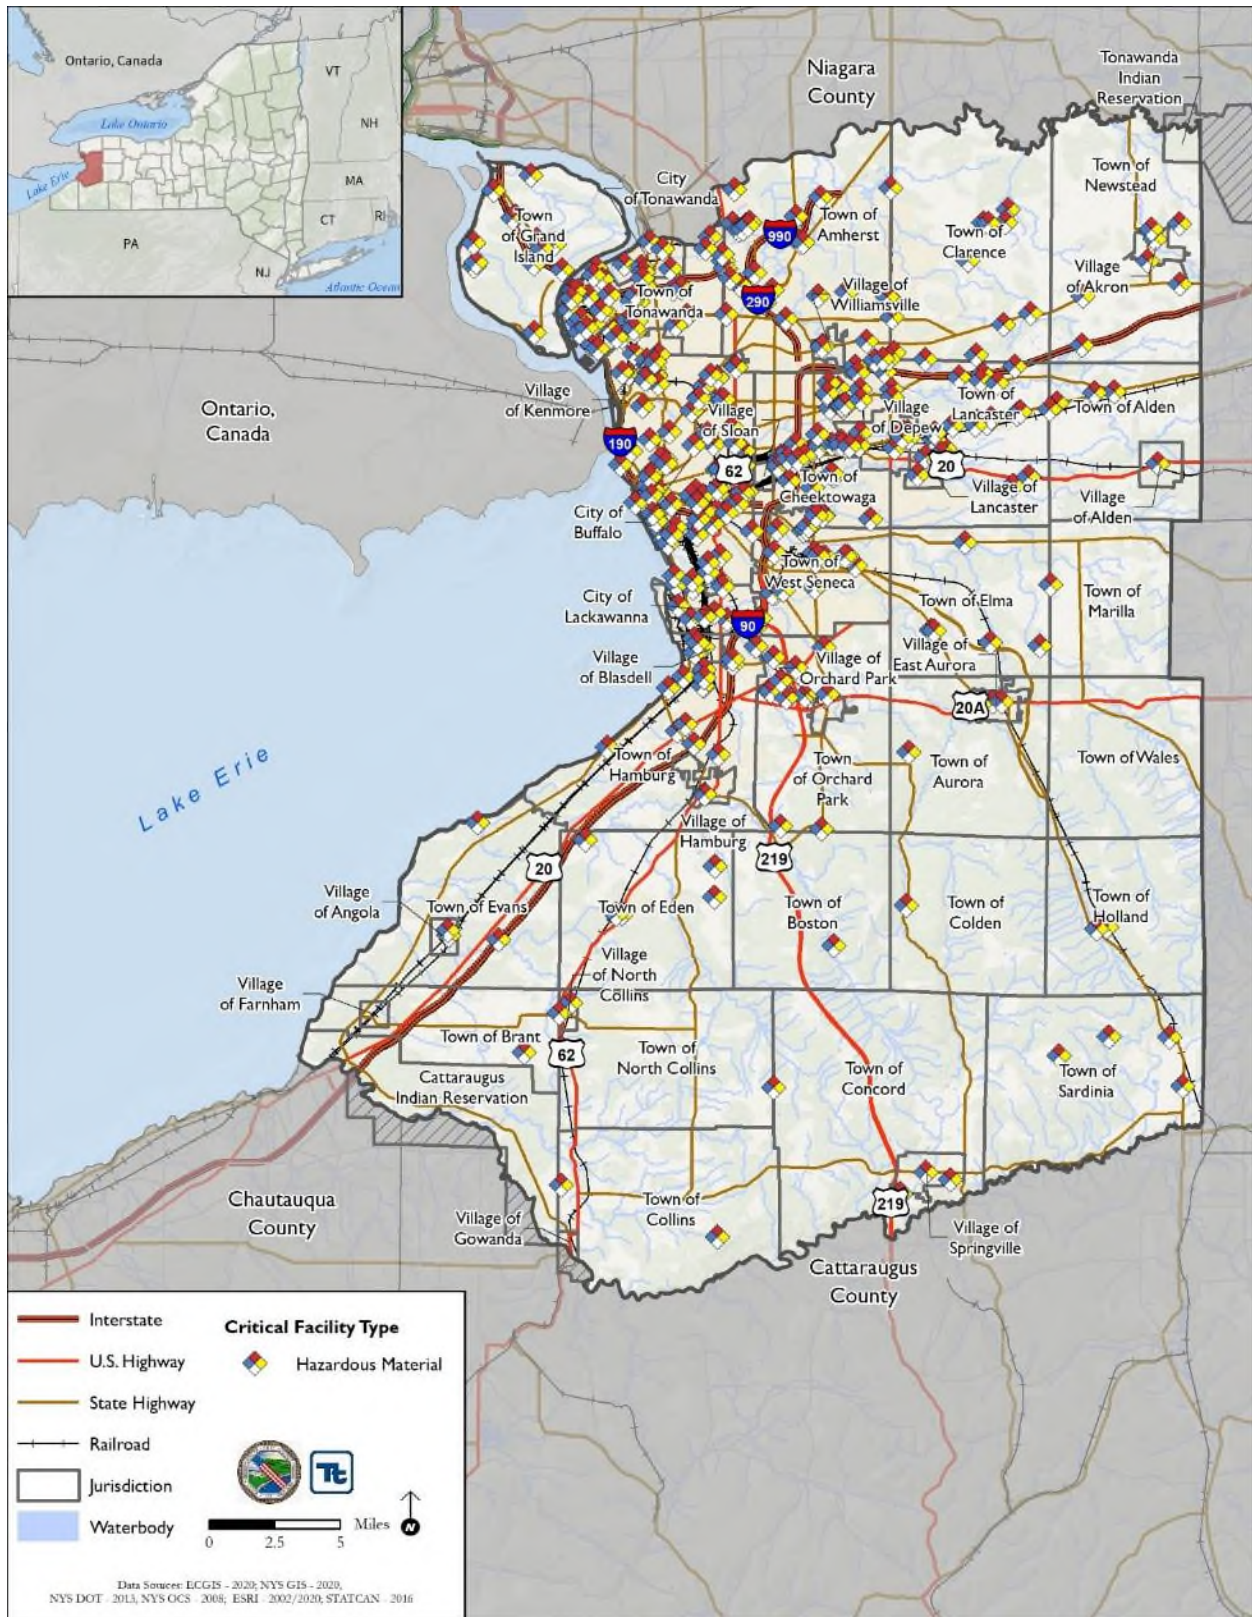 Ontario, Canada
VT
NH
Lake Ontario
MA
Lake Erie
CT
RI
PA
NJ
Atlantic Ocean
Niagara
County
Tonawanda
Indian
Reservation
City
of Tonawanda
Town of
Newstead
Town
of Grand
Island
990
Town of
Amherst
Town of
Clarence
Village
of Akron
Town of
Tonawanda
290
Village of
Williamsville
Village
of Kenmore
Ontario,
Canada
Village
of Sloan
Village
of Depew
Town of
Lancaster
Town of Alden
190
62
20
Town of
Cheektowaga
Village of
Lancaster
Village
of Alden
City of
Buffalo
Town of
West Seneca
City of
Lackawanna
Town of Elma
Town of
Marilla
90
Village
of Blasdell
Village of
Orchard Park
Village of
East Aurora
20A
Town of
Hamburg
Town
of Orchard
Park
Town of
Aurora
Town of Wales
Lake Erie
Village of
Hamburg
219
20
Village
of Angola
Town of Evans
Town of Eden
Town of
Boston
Town of
Colden
Town of
Holland
Village
of Farnham
Village
of North
Collins
Town of Brant
62
Town of
North Collins
Town of
Concord
Town of
Sardinia
Cattaraugus
Indian Reservation
Chautauqua
County
Village of
Gowanda
Town of
Collins
219
Village of
Springville
Cattaraugus
County
Interstate
U.S. Highway
State Highway
Railroad
Jurisdiction
Waterbody
Critical Facility Type
Hazardous Material
Tt
Miles
0 2.5 5
N
Data Sources: ECGIS - 2020; NYS GIS - 2020,
NYS DOT - 2013, NYS OCS - 2008; ESRI - 2002/2020; STATCAN - 2016